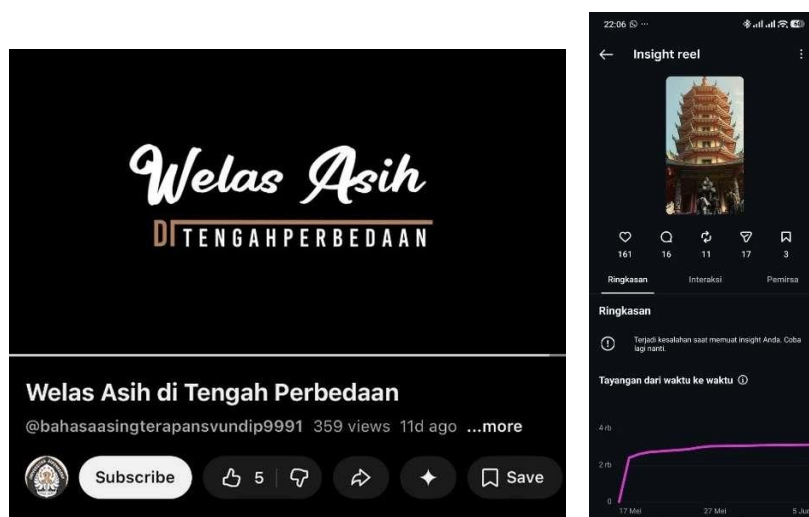 Welas Asih
DI TENGAHPERBEDAAN
Welas Asih di Tengah Perbedaan
@bahasaasingterapansvundip9991 359 views 11d ago ...more
Subscribe 5 Save
22:06
Insight reel
161 16 11 17 3
Ringkasan Interaksi Pemirsa
Ringkasan
Terjadi kesalahan saat memuat insight Anda. Coba
lagi nanti.
Tayangan dari waktu ke waktu
4 rb
2 rb
0
17 Mei 27 Mei 5 Ju